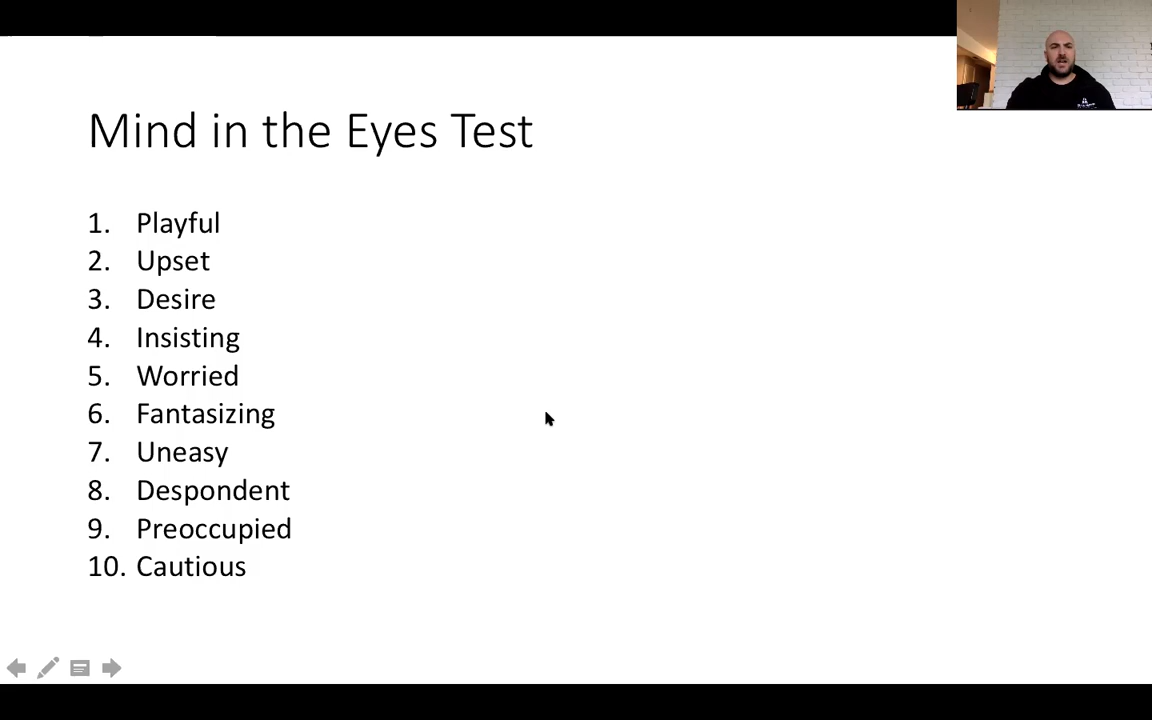 Mind in the Eyes Test
1. Playful
2. Upset
3. Desire
4. Insisting
5. Worried
6. Fantasizing
7. Uneasy
8. Despondent
9. Preoccupied
10. Cautious